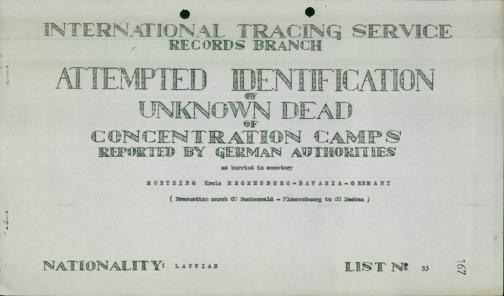 INTERNATIONAL TRACING SERVICE
RECORDS BRANCH
ATTEMPTED IDENTIFICATION
OF
UNKNOWN DEAD
OF
CONCENTRATION CAMPS
REPORTED BY GERMAN AUTHORITIES
as burried in cemetery
MOETZING Kreis REGENSBURG-BAVARIA-GERMANY
( Evacuation march CC Buchenwald - Flossenbuerg to CC Dachau )
NATIONALITY: LATVIAN
LIST Nº 53
167